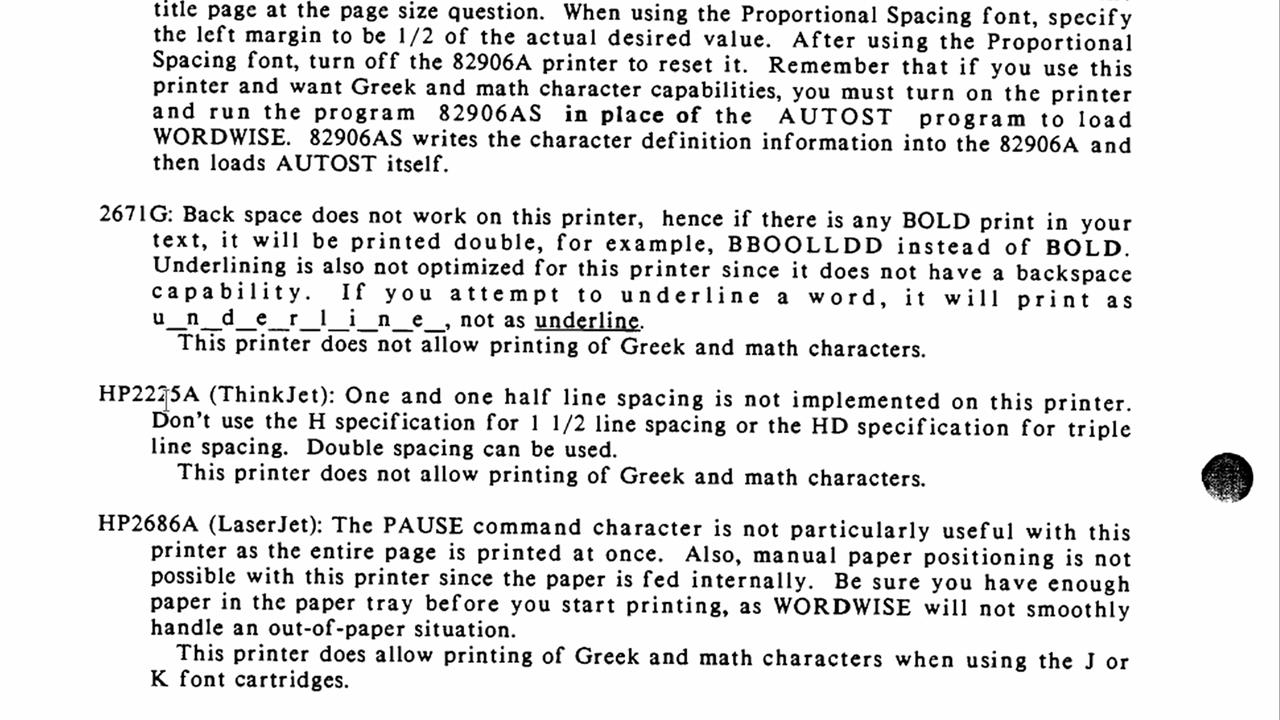 title page at the page size question. When using the Proportional Spacing font, specify
the left margin to be 1/2 of the actual desired value. After using the Proportional
Spacing font, turn off the 82906A printer to reset it. Remember that if you use this
printer and want Greek and math character capabilities, you must turn on the printer
and run the program 82906AS in place of the AUTOST program to load
WORDWISE. 82906AS writes the character definition information into the 82906A and
then loads AUTOST itself.
2671G: Back space does not work on this printer, hence if there is any BOLD print in your
text, it will be printed double, for example, BBOOLLDD instead of BOLD.
Underlining is also not optimized for this printer since it does not have a backspace
capability. If you attempt to underline a word, it will print as
u_n_d_e_r_l_i_n_e_, not as underline.
This printer does not allow printing of Greek and math characters.
HP2225A (ThinkJet): One and one half line spacing is not implemented on this printer.
Don't use the H specification for 1 1/2 line spacing or the HD specification for triple
line spacing. Double spacing can be used.
This printer does not allow printing of Greek and math characters.
HP2686A (LaserJet): The PAUSE command character is not particularly useful with this
printer as the entire page is printed at once. Also, manual paper positioning is not
possible with this printer since the paper is fed internally. Be sure you have enough
paper in the paper tray before you start printing, as WORDWISE will not smoothly
handle an out-of-paper situation.
This printer does allow printing of Greek and math characters when using the J or
K font cartridges.